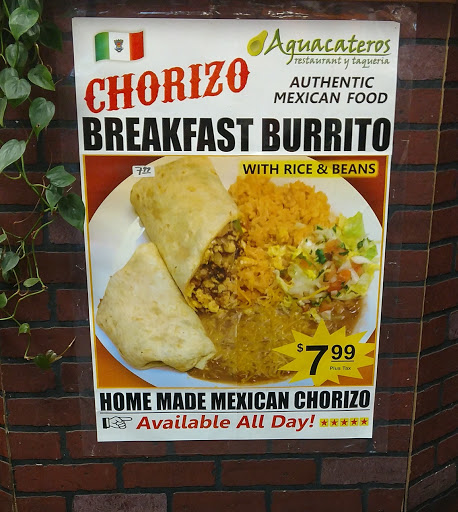 Aguacateros
restaurant y taqueria
CHORIZO
AUTHENTIC
MEXICAN FOOD
BREAKFAST BURRITO
WITH RICE & BEANS
$7.99
Plus Tax
HOME MADE MEXICAN CHORIZO
Available All Day!